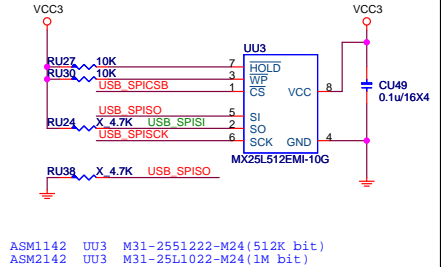 VCC3 VCC3
UU3
RU27 10K 7 HOLD
RU30 10K 3 WP
USB_SPICSB 1 CS VCC 8 CU49
0.1u/16X4
USB_SPISO 5 SI
RU24 X_4.7K USB_SPISI 2 SO
USB_SPISCK 6 SCK GND 4
MX25L512EMI-10G
RU38 X_4.7K USB_SPISO
ASM1142 UU3 M31-2551222-M24(512K bit)
ASM2142 UU3 M31-25L1022-M24(1M bit)